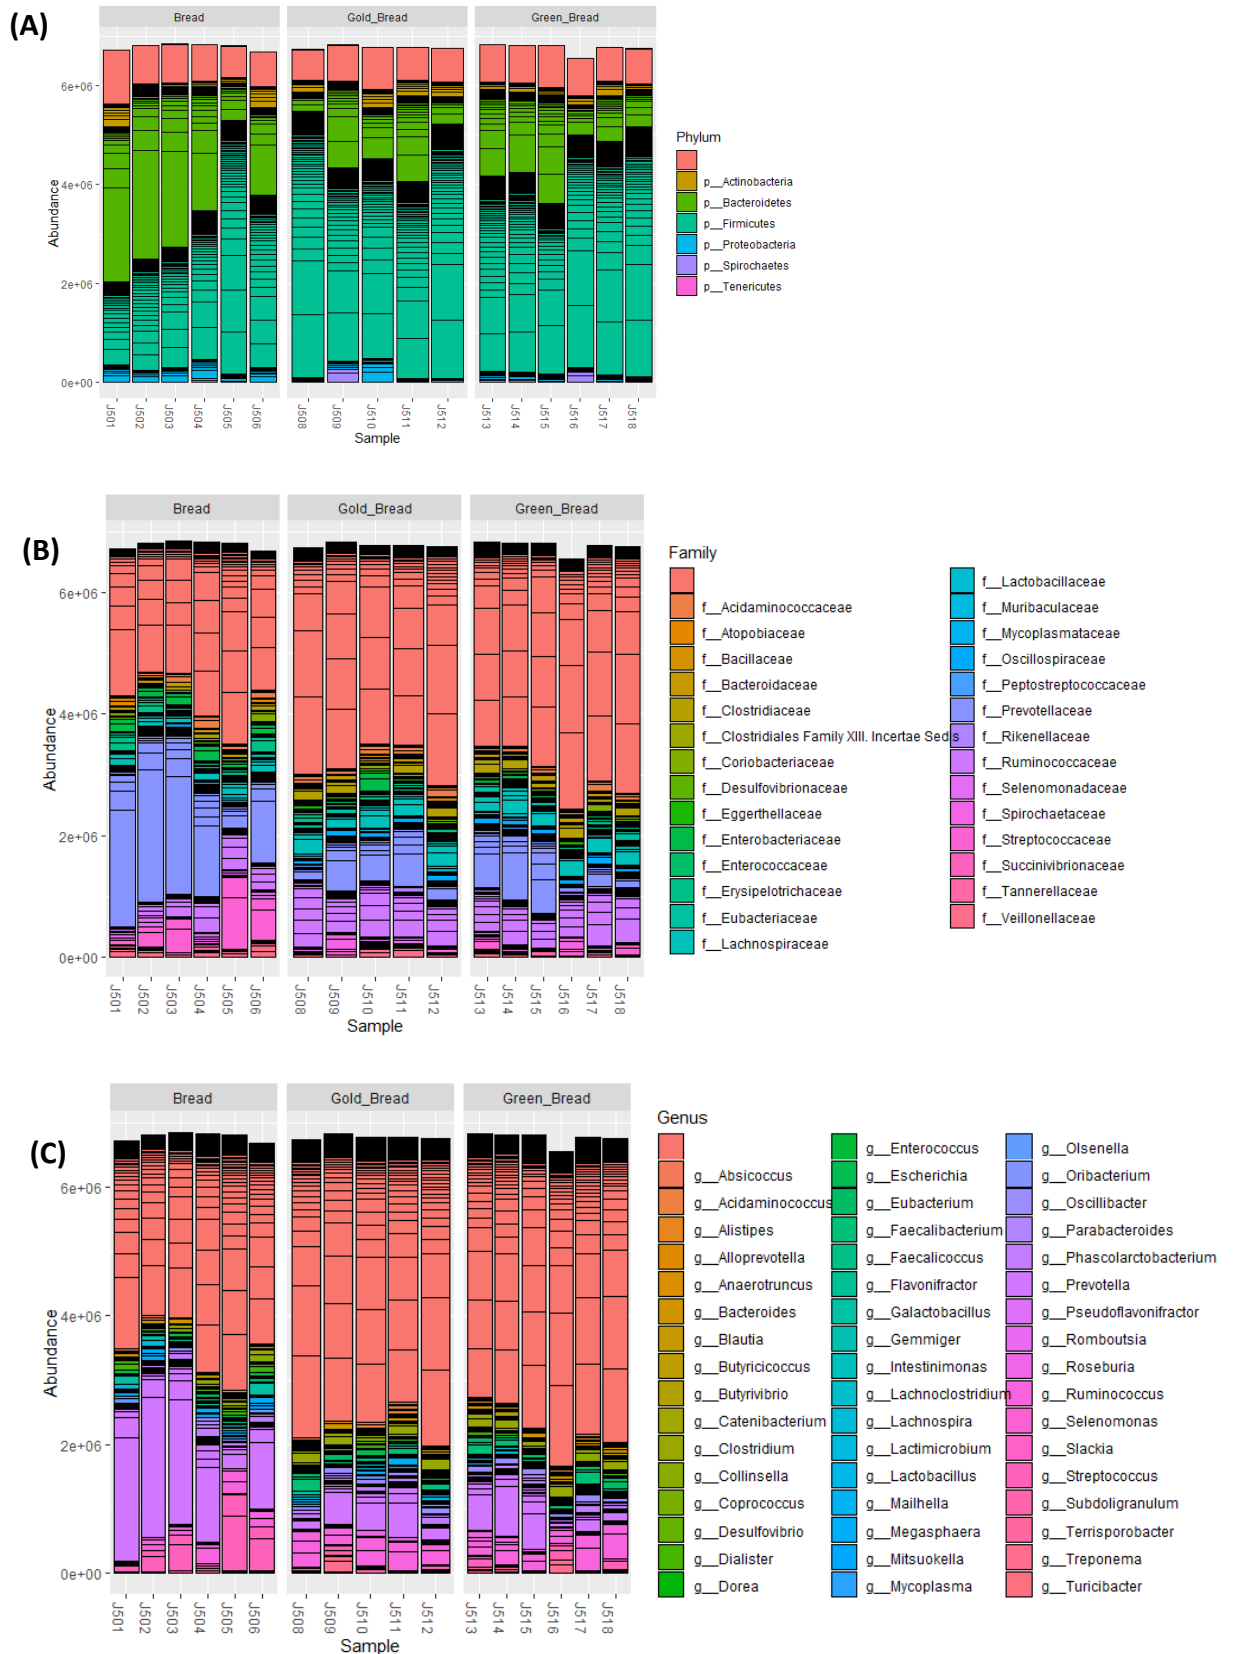 (A)
Bread
Gold_Bread
Green_Bread
Abundance
6e+06
4e+06
2e+06
0e+00
J501
J502
J503
J504
J505
J506
J508
J509
J510
J511
J512
J513
J514
J515
J516
J517
J518
Sample
Phylum
p__Actinobacteria
p__Bacteroidetes
p__Firmicutes
p__Proteobacteria
p__Spirochaetes
p__Tenericutes
(B)
Bread
Gold_Bread
Green_Bread
Abundance
6e+06
4e+06
2e+06
0e+00
J501
J502
J503
J504
J505
J506
J508
J509
J510
J511
J512
J513
J514
J515
J516
J517
J518
Sample
Family
f__Acidaminococcaceae
f__Atopobiaceae
f__Bacillaceae
f__Bacteroidaceae
f__Clostridiaceae
f__Clostridiales Family XIII. Incertae Sedis
f__Coriobacteriaceae
f__Desulfovibrionaceae
f__Eggerthellaceae
f__Enterobacteriaceae
f__Enterococcaceae
f__Erysipelotrichaceae
f__Eubacteriaceae
f__Lachnospiraceae
f__Lactobacillaceae
f__Muribaculaceae
f__Mycoplasmataceae
f__Oscillospiraceae
f__Peptostreptococcaceae
f__Prevotellaceae
f__Rikenellaceae
f__Ruminococcaceae
f__Selenomonadaceae
f__Spirochaetaceae
f__Streptococcaceae
f__Succinivibrionaceae
f__Tannerellaceae
f__Veillonellaceae
(C)
Bread
Gold_Bread
Green_Bread
Abundance
6e+06
4e+06
2e+06
0e+00
J501
J502
J503
J504
J505
J506
J508
J509
J510
J511
J512
J513
J514
J515
J516
J517
J518
Sample
Genus
g__Absicoccus
g__Acidaminococcus
g__Alistipes
g__Alloprevotella
g__Anaerotruncus
g__Bacteroides
g__Blautia
g__Butyricicoccus
g__Butyrivibrio
g__Catenibacterium
g__Clostridium
g__Collinsella
g__Coprococcus
g__Desulfovibrio
g__Dialister
g__Dorea
g__Enterococcus
g__Escherichia
g__Eubacterium
g__Faecalibacterium
g__Faecalicoccus
g__Flavonifractor
g__Galactobacillus
g__Gemmiger
g__Intestinimonas
g__Lachnoclostridium
g__Lachnospira
g__Lactimicrobium
g__Lactobacillus
g__Mailhella
g__Megasphaera
g__Mitsuokella
g__Mycoplasma
g__Olsenella
g__Oribacterium
g__Oscillibacter
g__Parabacteroides
g__Phascolarctobacterium
g__Prevotella
g__Pseudoflavonifractor
g__Romboutsia
g__Roseburia
g__Ruminococcus
g__Selenomonas
g__Slackia
g__Streptococcus
g__Subdoligranulum
g__Terrisporobacter
g__Treponema
g__Turicibacter